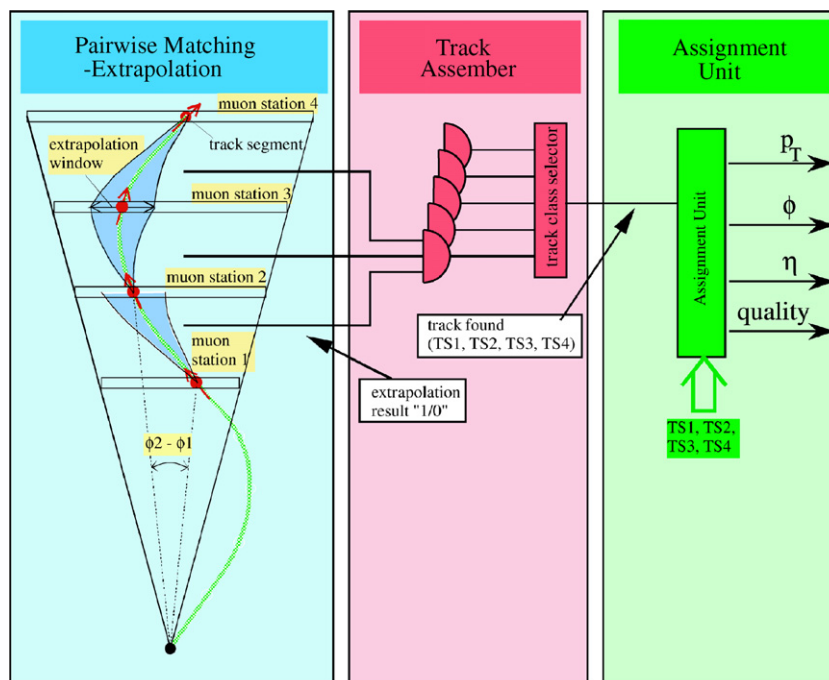 Pairwise Matching
-Extrapolation
muon station 4
extrapolation
window
track segment
muon station 3
muon station 2
muon
station 1
ϕ2 - ϕ1
Track
Assember
track class selector
track found
(TS1, TS2, TS3, TS4)
extrapolation
result "1/0"
Assignment
Unit
Assignment Unit
pT
ϕ
η
quality
TS1, TS2,
TS3, TS4